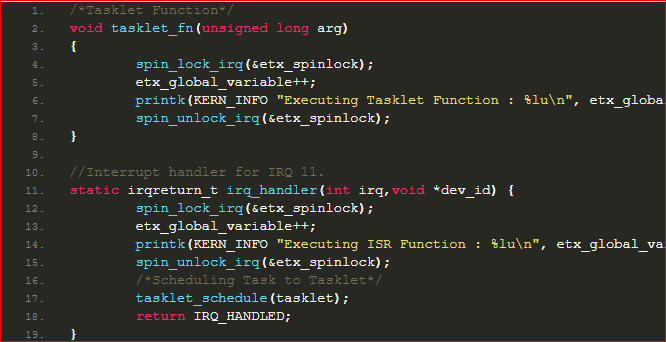 1. /*Tasklet Function*/
2. void tasklet_fn(unsigned long arg)
3. {
4. spin_lock_irq(&etx_spinlock);
5. etx_global_variable++;
6. printk(KERN_INFO "Executing Tasklet Function : %lu\n", etx_globa
7. spin_unlock_irq(&etx_spinlock);
8. }
9.
10. //Interrupt handler for IRQ 11.
11. static irqreturn_t irq_handler(int irq,void *dev_id) {
12. spin_lock_irq(&etx_spinlock);
13. etx_global_variable++;
14. printk(KERN_INFO "Executing ISR Function : %lu\n", etx_global_va
15. spin_unlock_irq(&etx_spinlock);
16. /*Scheduling Task to Tasklet*/
17. tasklet_schedule(tasklet);
18. return IRQ_HANDLED;
19. }